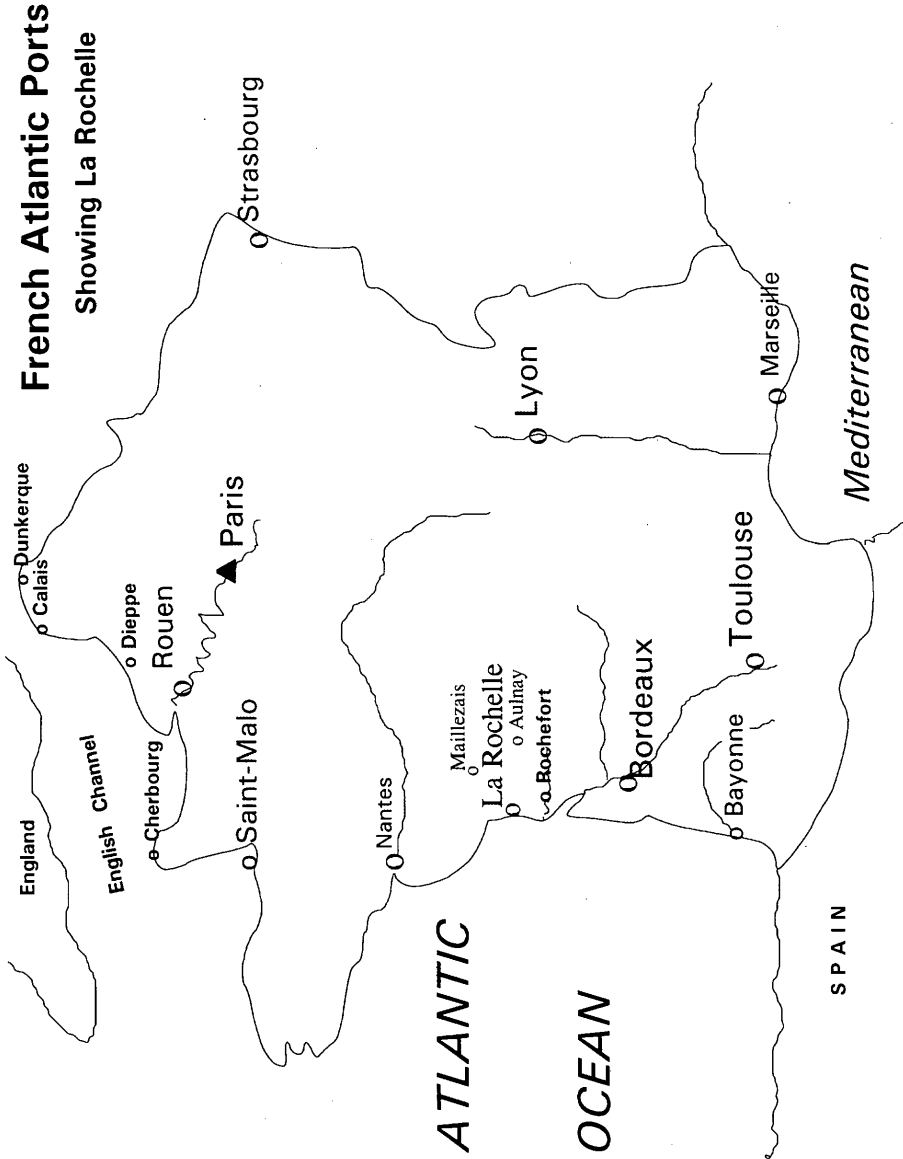 French Atlantic Ports
Showing La Rochelle
England
English Channel
Dunkerque
Calais
Dieppe
Rouen
Cherbourg
Paris
Strasbourg
Saint-Malo
Nantes
Maillezais
La Rochelle
Aulnay
Rochefort
Lyon
ATLANTIC
OCEAN
Bordeaux
Bayonne
Toulouse
Marseille
Mediterranean
SPAIN